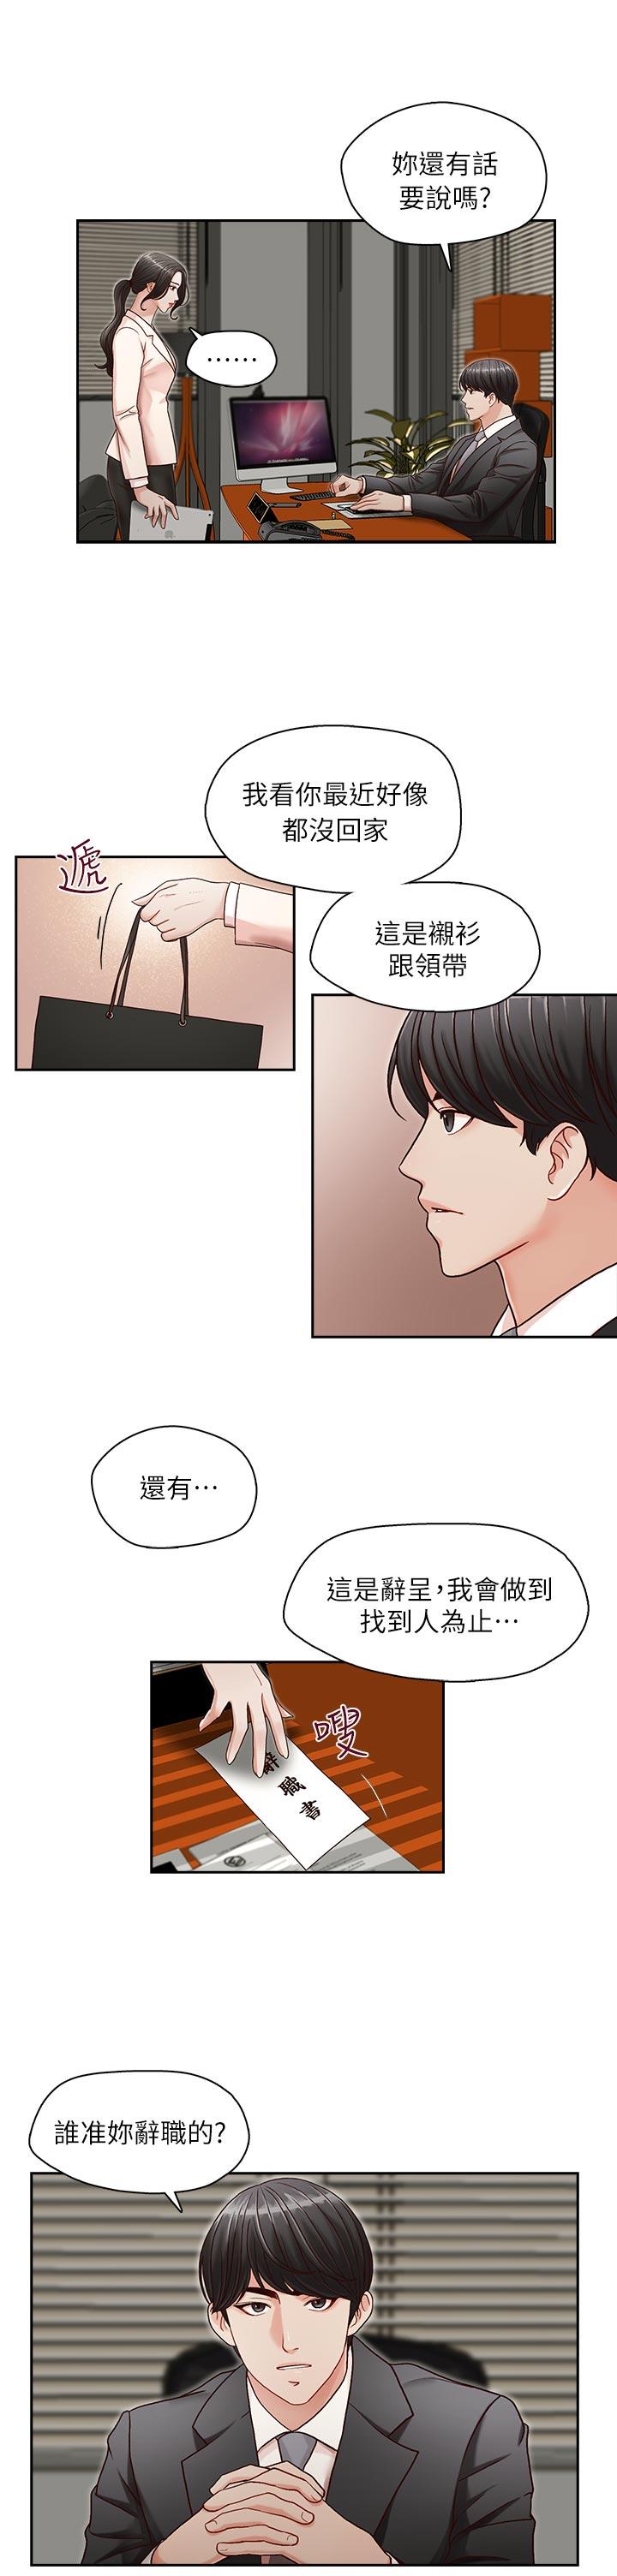 妳還有話
要說嗎?
……
我看你最近好像
都沒回家
遞
這是襯衫
跟領帶
還有…
這是辭呈,我會做到
找到人為止…
嗖
辭職書
誰准妳辭職的?